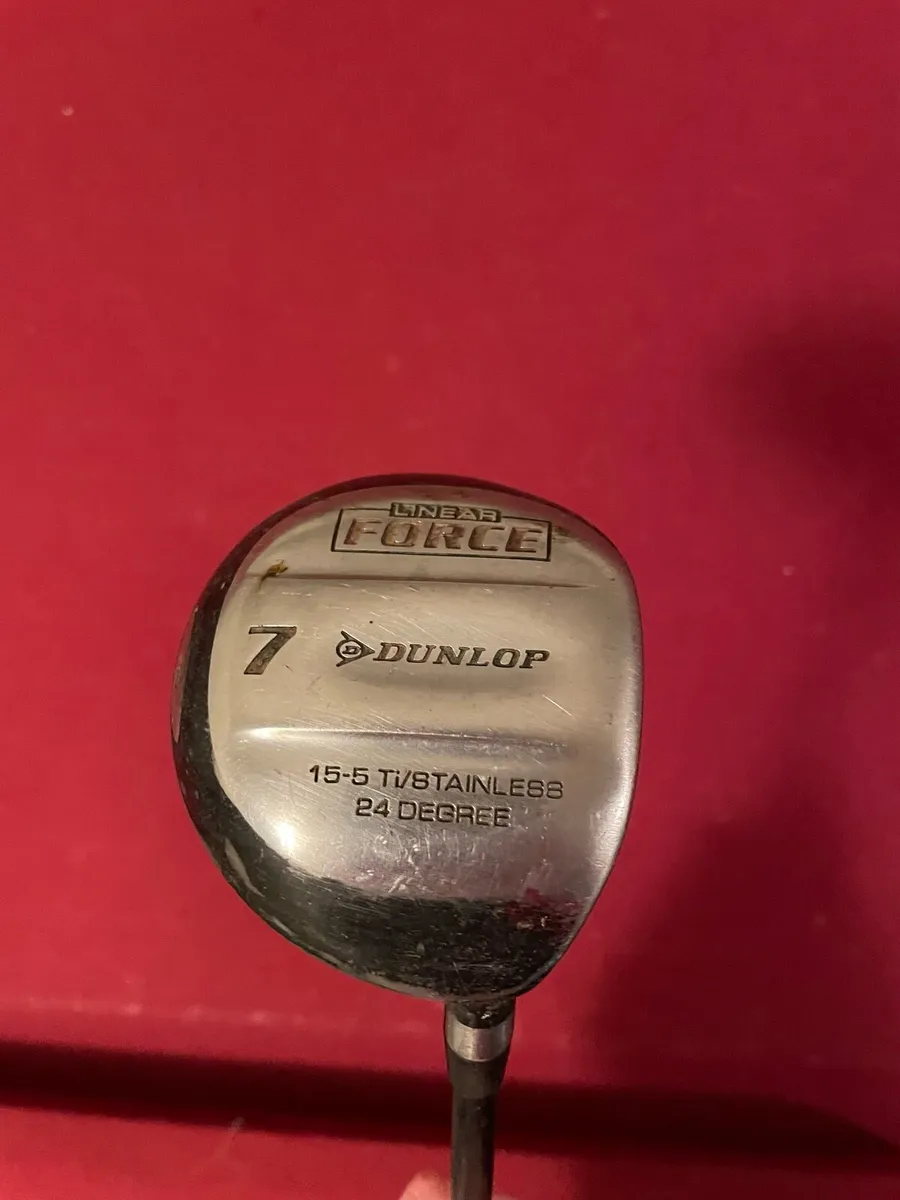 LINEAR
FORCE
7 D DUNLOP
15-5 Ti/STAINLESS
24 DEGREE